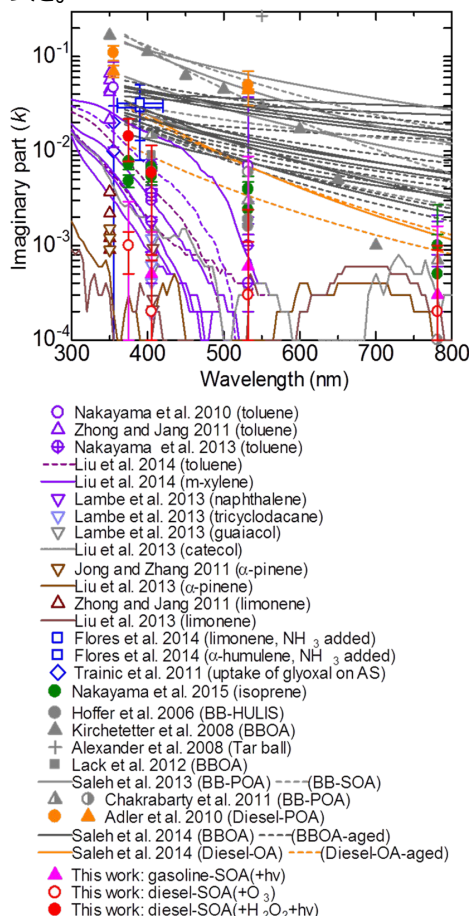 Imaginary part (k)
10⁻¹
10⁻²
10⁻³
10⁻⁴
300 400 500 600 700 800
Wavelength (nm)
Nakayama et al. 2010 (toluene)
Zhong and Jang 2011 (toluene)
Nakayama et al. 2013 (toluene)
Liu et al. 2014 (toluene)
Liu et al. 2014 (m-xylene)
Lambe et al. 2013 (naphthalene)
Lambe et al. 2013 (tricyclodacane)
Lambe et al. 2013 (guaiacol)
Liu et al. 2013 (catecol)
Jong and Zhang 2011 (α-pinene)
Liu et al. 2013 (α-pinene)
Zhong and Jang 2011 (limonene)
Liu et al. 2013 (limonene)
Flores et al. 2014 (limonene, NH₃ added)
Flores et al. 2014 (α-humulene, NH₃ added)
Trainic et al. 2011 (uptake of glyoxal on AS)
Nakayama et al. 2015 (isoprene)
Hoffer et al. 2006 (BB-HULIS)
Kirchetetter et al. 2008 (BBOA)
Alexander et al. 2008 (Tar ball)
Lack et al. 2012 (BBOA)
Saleh et al. 2013 (BB-POA) (BB-SOA)
Chakrabarty et al. 2011 (BB-POA)
Adler et al. 2010 (Diesel-POA)
Saleh et al. 2014 (BBOA) (BBOA-aged)
Saleh et al. 2014 (Diesel-OA) (Diesel-OA-aged)
This work: gasoline-SOA(+hv)
This work: diesel-SOA(+O₃)
This work: diesel-SOA(+H₂O₂+hv)